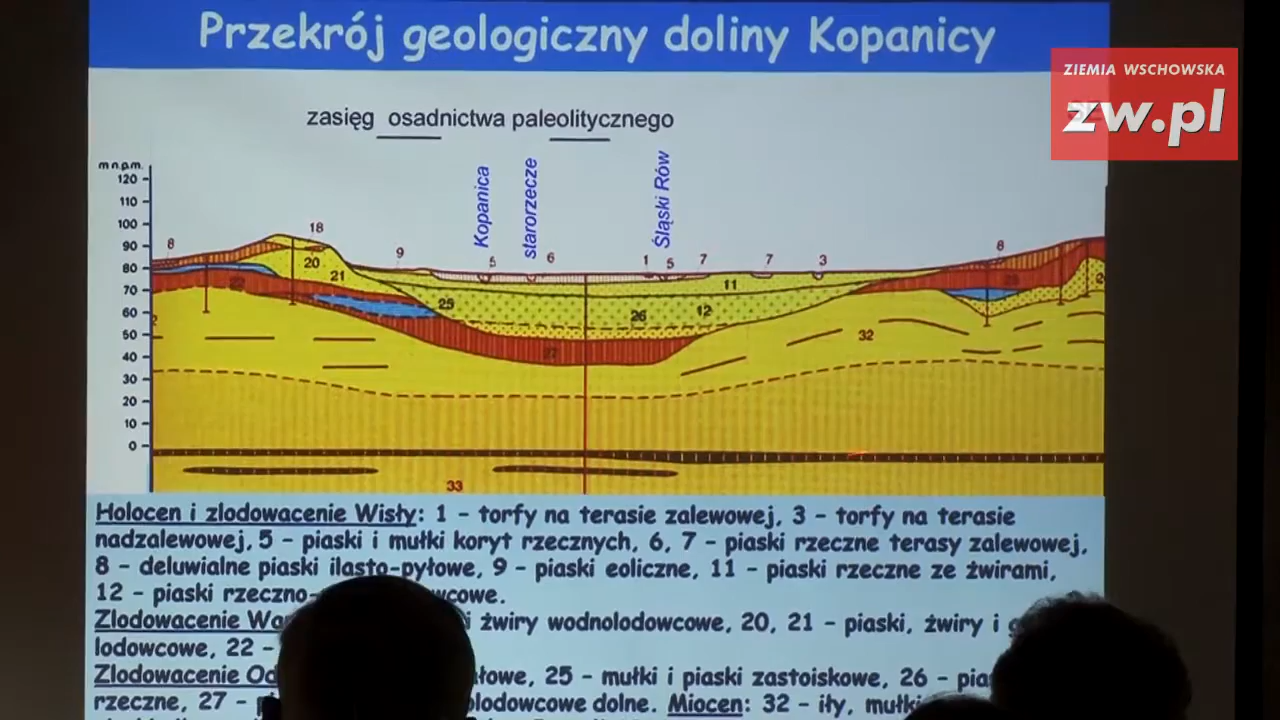 Przekrój geologiczny doliny Kopanicy
ZIEMIA WSCHOWSKA
zw.pl
zasięg osadnictwa paleolitycznego
m n.p.m.
Kopanica
starorzecze
Śląski Rów
120
110
100
90
80
70
60
50
40
30
20
10
0
8
18
20
21
9
5
6
1
5
7
7
3
8
11
25
26
12
22
27
32
33
Holocen i zlodowacenie Wisły: 1 - torfy na terasie zalewowej, 3 - torfy na terasie
nadzalewowej, 5 - piaski i mułki koryt rzecznych, 6, 7 - piaski rzeczne terasy zalewowej,
8 - deluwialne piaski ilasto-pyłowe, 9 - piaski eoliczne, 11 - piaski rzeczne ze żwirami,
12 - piaski rzeczno-
Zlodowacenie i żwiry wodnolodowcowe, 20, 21 - piaski, żwiry i
lodowcowe, 22 -
Zlodowacenie 25 - mułki i piaski zastoiskowe, 26 -
rzeczne, 27 - dolne. Miocen: 32 - iły,